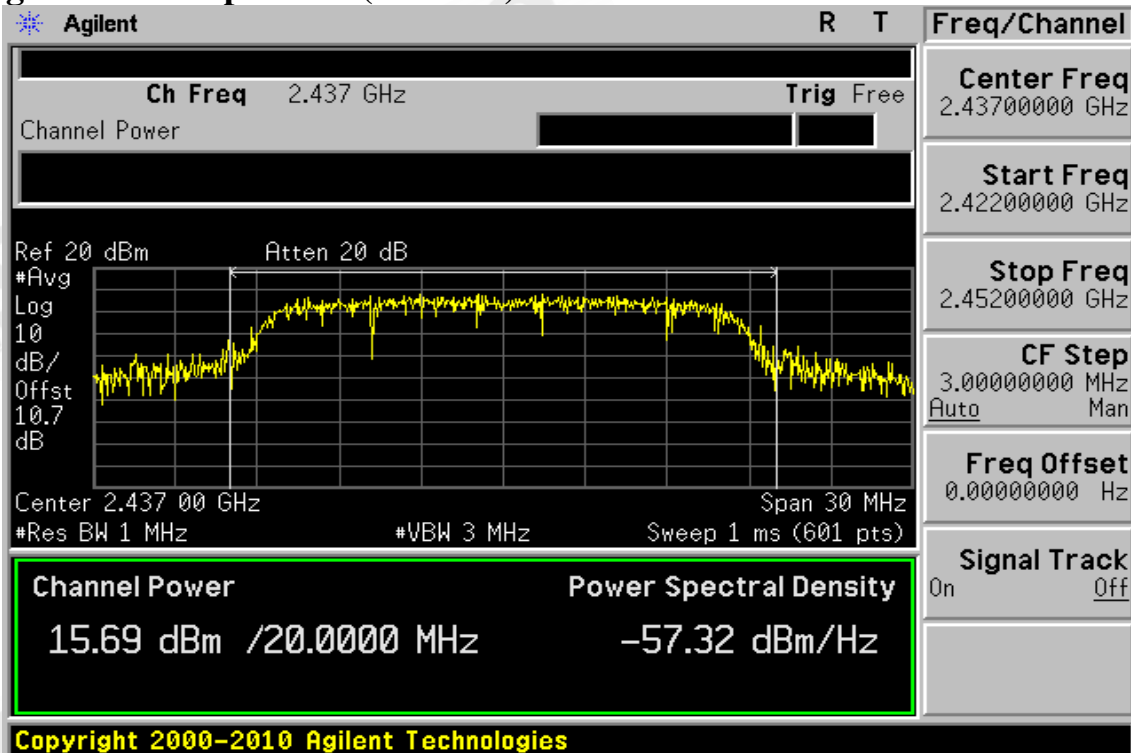 Agilent R T
Freq/Channel
Ch Freq 2.437 GHz Trig Free
Channel Power
Center Freq
2.43700000 GHz
Start Freq
2.42200000 GHz
Stop Freq
2.45200000 GHz
CF Step
3.00000000 MHz
Auto Man
Freq Offset
0.00000000 Hz
Signal Track
On Off
Ref 20 dBm Atten 20 dB
#Avg
Log
10
dB/
Offst
10.7
dB
Center 2.437 00 GHz Span 30 MHz
#Res BW 1 MHz #VBW 3 MHz Sweep 1 ms (601 pts)
Channel Power Power Spectral Density
15.69 dBm /20.0000 MHz -57.32 dBm/Hz
Copyright 2000-2010 Agilent Technologies